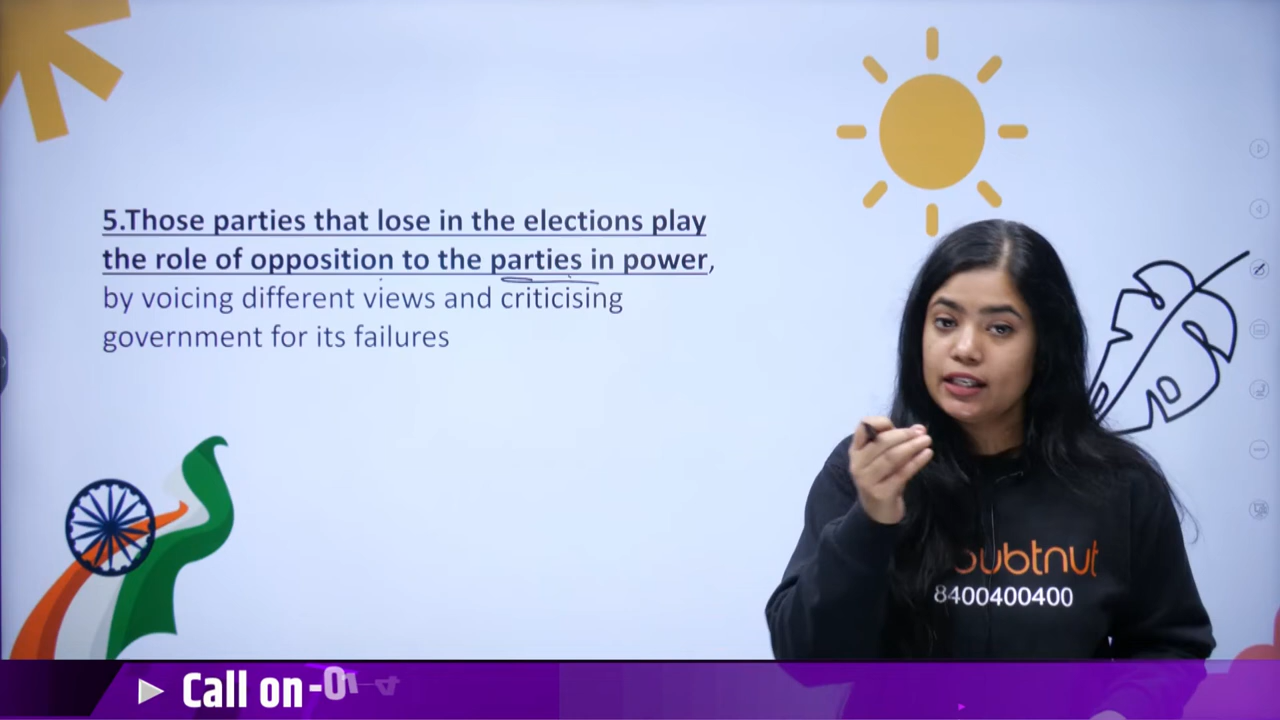 5.Those parties that lose in the elections play
the role of opposition to the parties in power,
by voicing different views and criticising
government for its failures
oubtnut
8400400400
Call on-